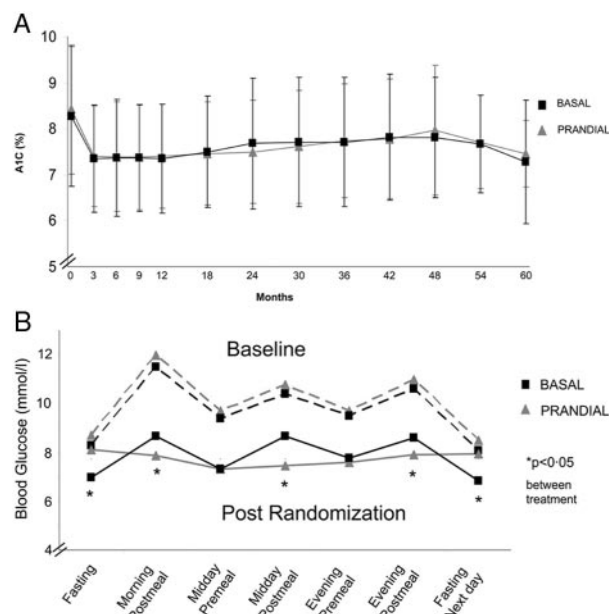 A
A1C (%)
10
9
8
7
6
5
0 3 6 9 12 18 24 30 36 42 48 54 60
Months
BASAL
PRANDIAL
B
Blood Glucose (mmol/l)
12
10
8
6
4
Baseline
Post Randomization
* * * * *
Fasting
Morning
Postmeal
Midday
Premeal
Midday
Postmeal
Evening
Premeal
Evening
Postmeal
Fasting
Next day
BASAL
PRANDIAL
*p<0·05
between
treatment